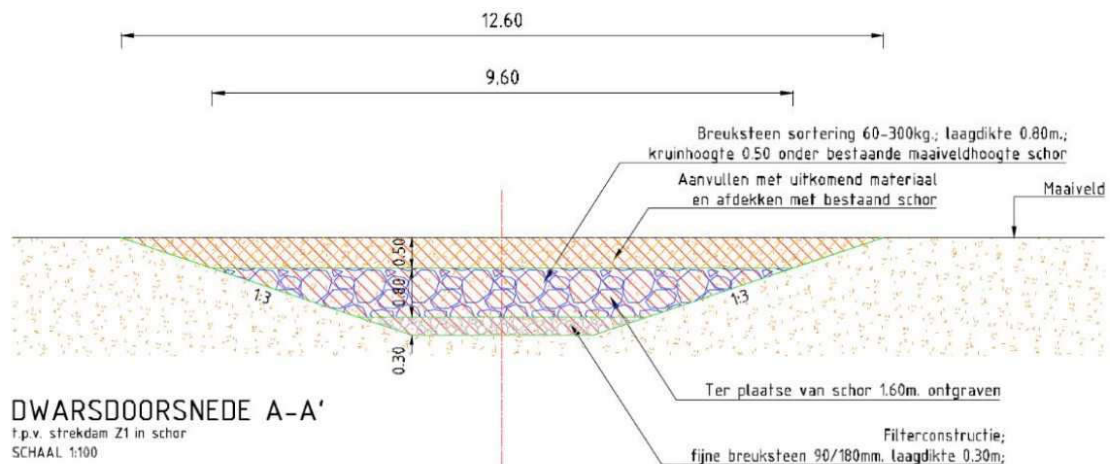 12.60
9.60
Breuksteen sortering 60-300kg.; laagdikte 0.80m.;
kruinhoogte 0.50 onder bestaande maaiveldhoogte schor
Aanvullen met uitkomend materiaal
en afdekken met bestaand schor
Maaiveld
0.50
0.80
1:3
1:3
0.30
Ter plaatse van schor 1.60m. ontgraven
DWARSDOORSNEDE A-A'
t.p.v. strekdam Z1 in schor
SCHAAL 1:100
Filterconstructie;
fijne breuksteen 90/180mm. laagdikte 0.30m;